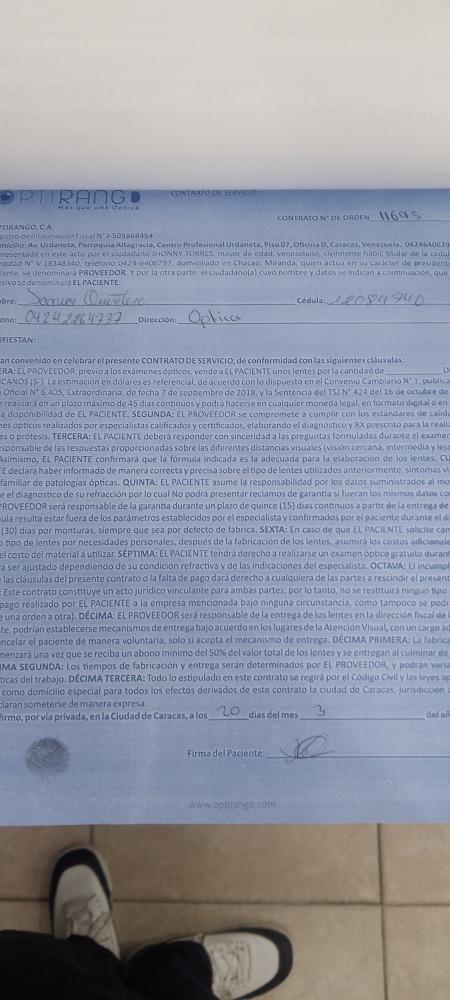 OPTIRANGO
Más que una Óptica
CONTRATO DE SERVICIO
CONTRATO N° DE ORDEN 11695
PTIRANGO, C.A.
gistro de Información Fiscal N° J-505868454
micilio: Av. Urdaneta, Parroquia Altagracia, Centro Profesional Urdaneta, Piso 07, Oficina D, Caracas, Venezuela. 0424640679
presentada en este acto por el ciudadano JHONNY TORRES, mayor de edad, venezolano, civilmente hábil, titular de la cédul
ntidad N° V-18348340, teléfono 0424-6406797, domiciliado en Chacao, Miranda, quien actúa en su carácter de president
lante, se denominará PROVEEDOR. Y por la otra parte, el ciudadano(a) cuyo nombre y datos se indican a continuación, que
esivo se denominará EL PACIENTE:
bre: Quintero Cédula: 12084740
ono: 04242264737 Dirección: Optica
IFIESTAN:
an convenido en celebrar el presente CONTRATO DE SERVICIO, de conformidad con las siguientes cláusulas:
ERA: EL PROVEEDOR, previo a los exámenes ópticos, vende a EL PACIENTE unos lentes por la cantidad de
ICANOS ($-). La estimación en dólares es referencial, de acuerdo con lo dispuesto en el Convenio Cambiario N° 1, publica
a Oficial N° 6.405, Extraordinaria; de fecha 7 de septiembre de 2018, y la Sentencia del TSJ N° 424 del 16 de octubre de
e realizará en un plazo máximo de 45 días continuos y podrá hacerse en cualquier moneda legal, en formato digital o en
a disponibilidad de EL PACIENTE. SEGUNDA: EL PROVEEDOR se compromete a cumplir con los estándares de calida
nes ópticos realizados por especialistas calificados y certificados, elaborando el diagnóstico y RX prescrito para la reali
es o prótesis. TERCERA: EL PACIENTE deberá responder con sinceridad a las preguntas formuladas durante el examen
sponsable de las respuestas proporcionadas sobre las diferentes distancias visuales (visión cercana, intermedia y leja
Asimismo, EL PACIENTE confirmará que la fórmula indicada es la adecuada para la elaboración de los lentes. CU
TE declara haber informado de manera correcta y precisa sobre el tipo de lentes utilizados anteriormente, síntomas vi
familiar de patologías ópticas. QUINTA: EL PACIENTE asume la responsabilidad por los datos suministrados al mo
e el diagnóstico de su refracción por lo cual No podrá presentar reclamos de garantía si fueran los mismos datos co
PROVEEDOR será responsable de la garantía durante un plazo de quince (15) días continuos a partir de la entrega de
ula resulta estar fuera de los parámetros establecidos por el especialista y confirmados por el paciente durante el di
(30) días por monturas, siempre que sea por defecto de fábrica. SEXTA: En caso de que EL PACIENTE solicite cam
o tipo de lentes por necesidades personales, después de la fabricación de los lentes, asumirá los costos adicionale
el costo del material a utilizar. SÉPTIMA: EL PACIENTE tendrá derecho a realizarse un examen óptico gratuito durant
rá ser ajustado dependiendo de su condición refractiva y de las indicaciones del especialista. OCTAVA: El incumpl
las cláusulas del presente contrato o la falta de pago dará derecho a cualquiera de las partes a rescindir el present
: Este contrato constituye un acto jurídico vinculante para ambas partes; por lo tanto, no se restituirá ningún tipo
pago realizado por EL PACIENTE a la empresa mencionada bajo ninguna circunstancia, como tampoco se podr
e una orden a otra). DÉCIMA: EL PROVEEDOR será responsable de la entrega de los lentes en la dirección fiscal de l
te, podrían establecerse mecanismos de entrega bajo acuerdo en los lugares de la Atención Visual, con un cargo ad
ncelar el paciente de manera voluntaria, solo si acepta el mecanismo de entrega. DÉCIMA PRIMERA: La fabrica
menzará una vez que se reciba un abono mínimo del 50% del valor total de los lentes y se entregan al culminar de
IMA SEGUNDA: Los tiempos de fabricación y entrega serán determinados por EL PROVEEDOR, y podrán varia
ticas del trabajo. DÉCIMA TERCERA: Todo lo estipulado en este contrato se regirá por el Código Civil y las leyes ap
como domicilio especial para todos los efectos derivados de este contrato la ciudad de Caracas, jurisdicción a
claran someterse de manera expresa.
firmo, por vía privada, en la Ciudad de Caracas, a los 20 días del mes 3 del añ
Firma del Paciente:
www.optirango.com